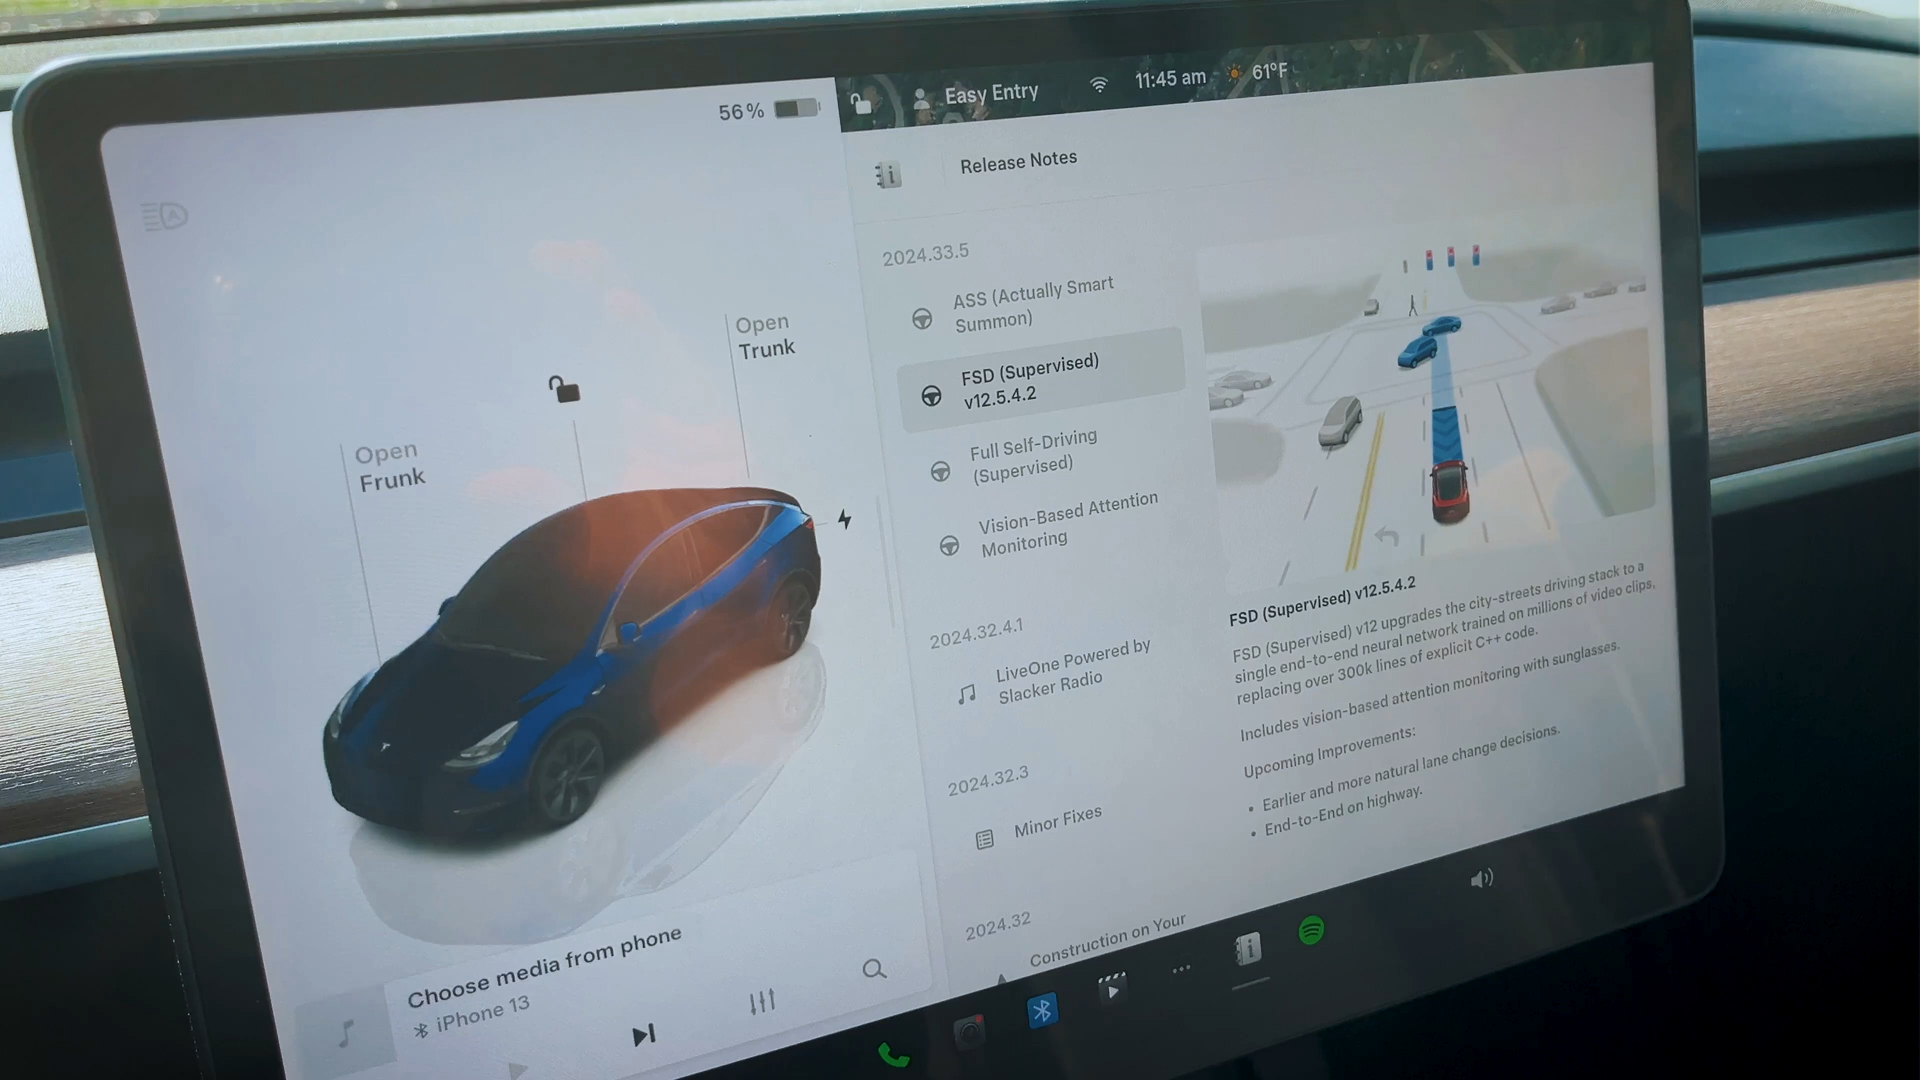 56%
Easy Entry
11:45 am
61°F
Open
Frunk
Open
Trunk
Choose media from phone
iPhone 13
Release Notes
2024.33.5
ASS (Actually Smart
Summon)
FSD (Supervised)
v12.5.4.2
Full Self-Driving
(Supervised)
Vision-Based Attention
Monitoring
2024.32.4.1
LiveOne Powered by
Slacker Radio
2024.32.3
Minor Fixes
2024.32
Construction on Your
FSD (Supervised) v12.5.4.2
FSD (Supervised) v12 upgrades the city-streets driving stack to a
single end-to-end neural network trained on millions of video clips,
replacing over 300k lines of explicit C++ code.
Includes vision-based attention monitoring with sunglasses.
Upcoming Improvements:
• Earlier and more natural lane change decisions.
• End-to-End on highway.